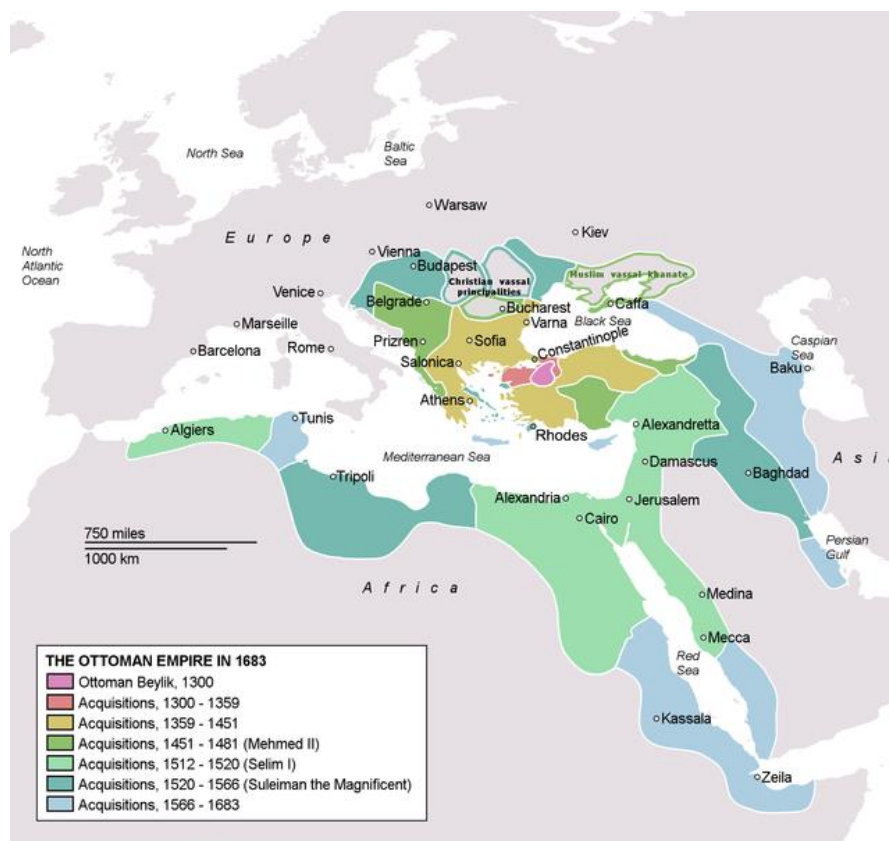 North Sea
Baltic
Sea
Warsaw
Kiev
Europe
North
Atlantic
Ocean
Vienna
Budapest
Christian vassal
principalities
Muslim vassal khanate
Venice
Belgrade
Bucharest
Caffa
Marseille
Varna
Black Sea
Caspian
Sea
Barcelona
Rome
Prizren
Sofia
Constantinople
Baku
Salonica
Athens
Tunis
Algiers
Rhodes
Alexandretta
Mediterranean Sea
Damascus
Asi
Tripoli
Baghdad
Alexandria
Jerusalem
Cairo
750 miles
1000 km
Persian
Gulf
Africa
Medina
Mecca
Red
Sea
Kassala
Zeila
THE OTTOMAN EMPIRE IN 1683
Ottoman Beylik, 1300
Acquisitions, 1300 - 1359
Acquisitions, 1359 - 1451
Acquisitions, 1451 - 1481 (Mehmed II)
Acquisitions, 1512 - 1520 (Selim I)
Acquisitions, 1520 - 1566 (Suleiman the Magnificent)
Acquisitions, 1566 - 1683